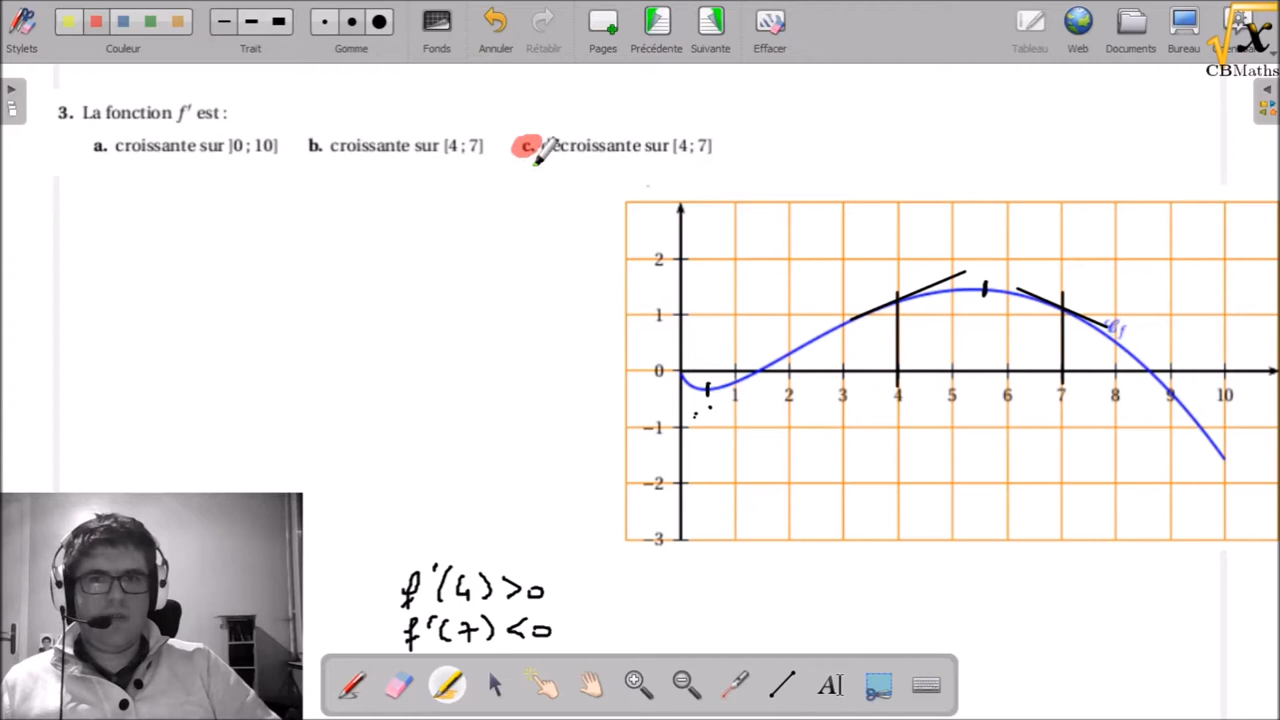 Stylets Couleur Trait Gomme Fonds Annuler Rétablir Pages Précédente Suivante Effacer Tableau Web Documents Bureau
CBMaths
3. La fonction f' est :
a. croissante sur ]0 ; 10] b. croissante sur [4 ; 7] c. décroissante sur [4 ; 7]
2
1
0
1 2 3 4 5 6 7 8 9 10
−1
−2
−3
f'(4) > 0
f'(7) < 0